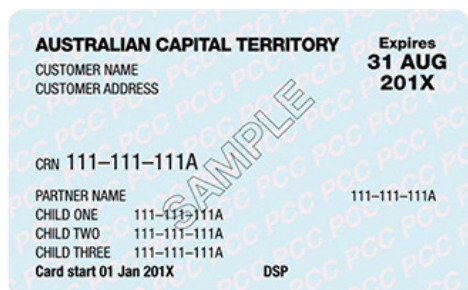 AUSTRALIAN CAPITAL TERRITORY Expires
CUSTOMER NAME 31 AUG
CUSTOMER ADDRESS 201X
SAMPLE
CRN 111–111–111A
PARTNER NAME 111–111–111A
CHILD ONE 111–111–111A
CHILD TWO 111–111–111A
CHILD THREE 111–111–111A
Card start 01 Jan 201X DSP